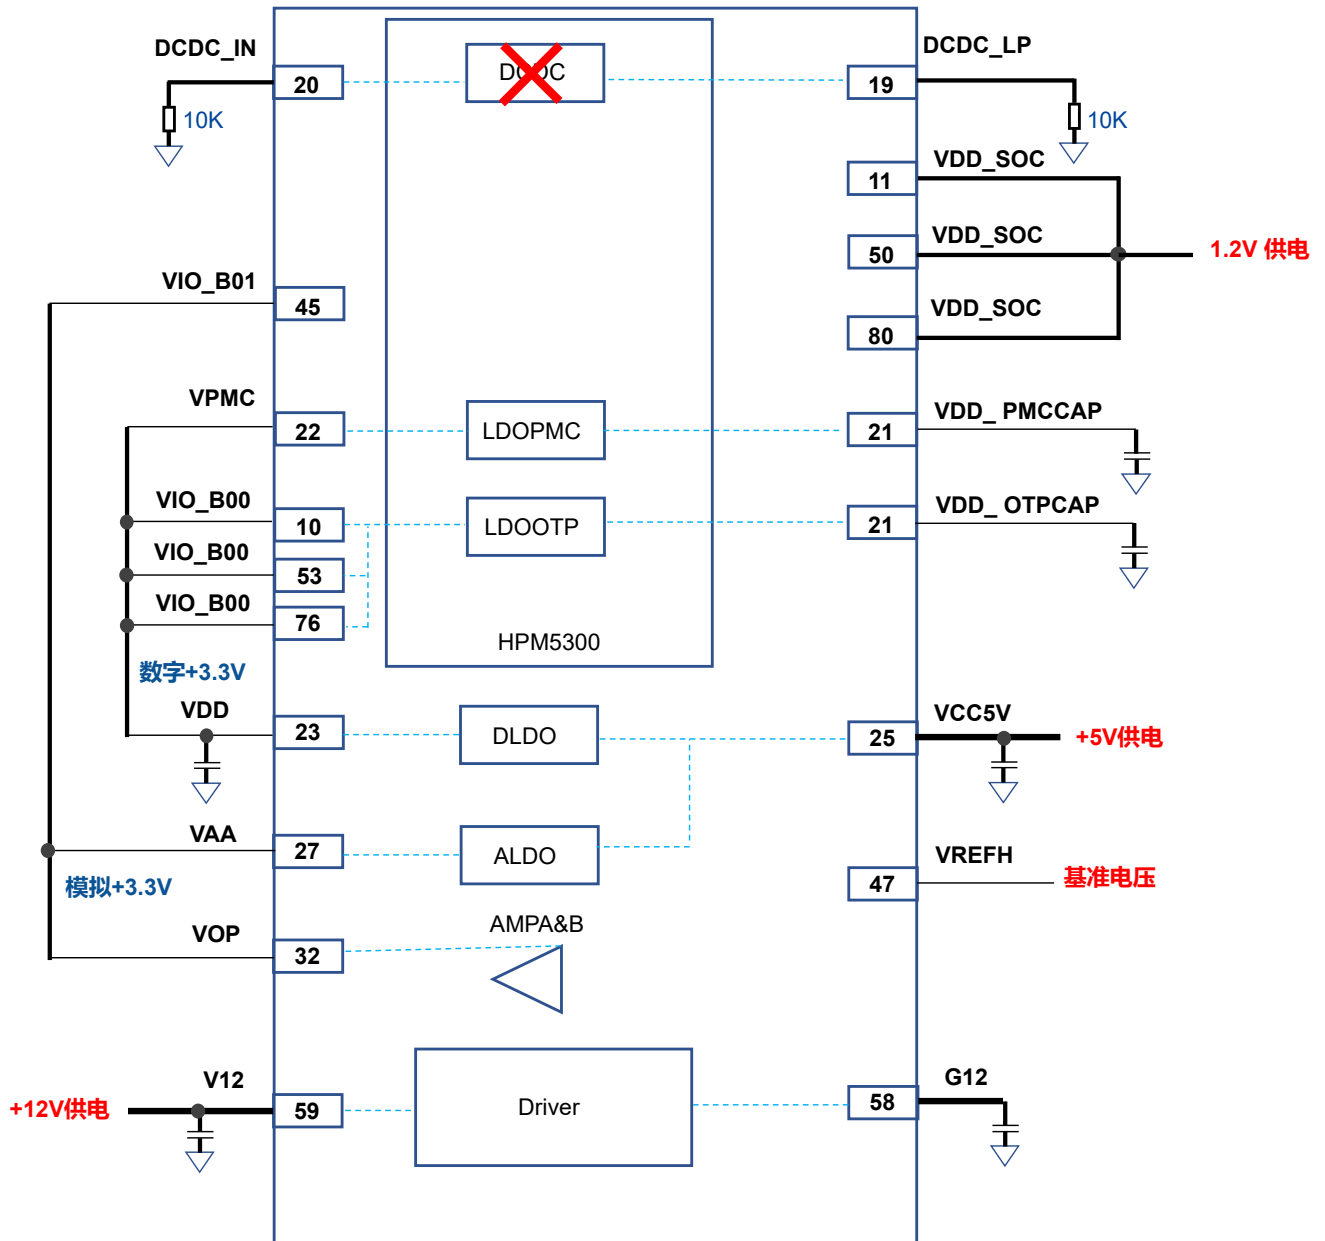 DCDC_IN
20
DCDC
DCDC_LP
19
10K
10K
VDD_SOC
11
VDD_SOC
50
1.2V 供电
VIO_B01
45
VDD_SOC
80
VPMC
22
LDOPMC
VDD_ PMCCAP
21
VIO_B00
10
LDOOTP
VDD_ OTPCAP
21
VIO_B00
53
VIO_B00
76
HPM5300
数字+3.3V
VDD
23
DLDO
VCC5V
25
+5V供电
VAA
27
ALDO
VREFH
47
基准电压
模拟+3.3V
VOP
32
AMPA&B
V12
+12V供电
59
Driver
G12
58